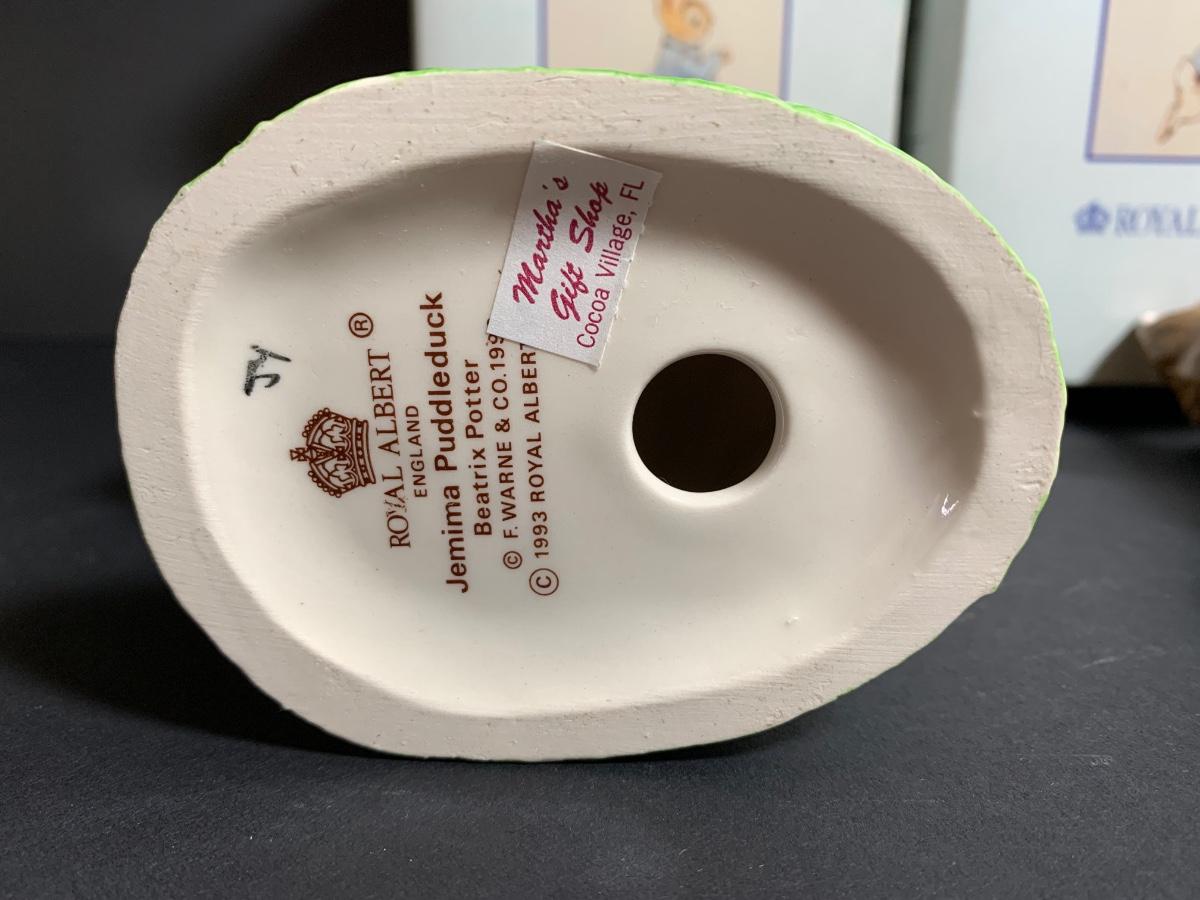 ROYAL ALBERT ®
ENGLAND
Jemima Puddleduck
Beatrix Potter
© F. WARNE & CO. 199
© 1993 ROYAL ALBERT
Martha's
Gift Shop
Cocoa Village, FL
JY
ROYAL